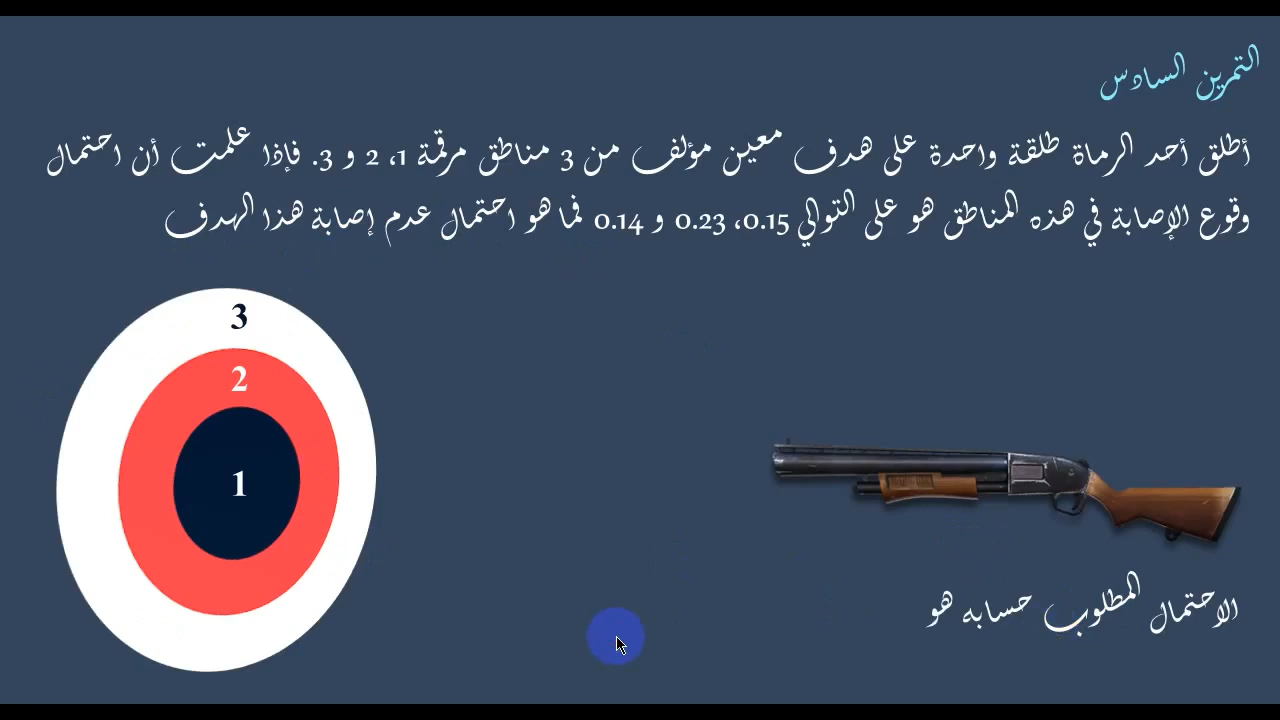 التمرين السادس
أطلق أحد الرماة طلقة واحدة على هدف معين مؤلف من 3 مناطق مرقمة 1، 2 و 3. فإذا علمت أن احتمال
وقوع الإصابة في هذه المناطق هو على التوالي 0.15، 0.23 و 0.14 فما هو احتمال عدم إصابة هذا الهدف
3
2
1
الاحتمال المطلوب حسابه هو